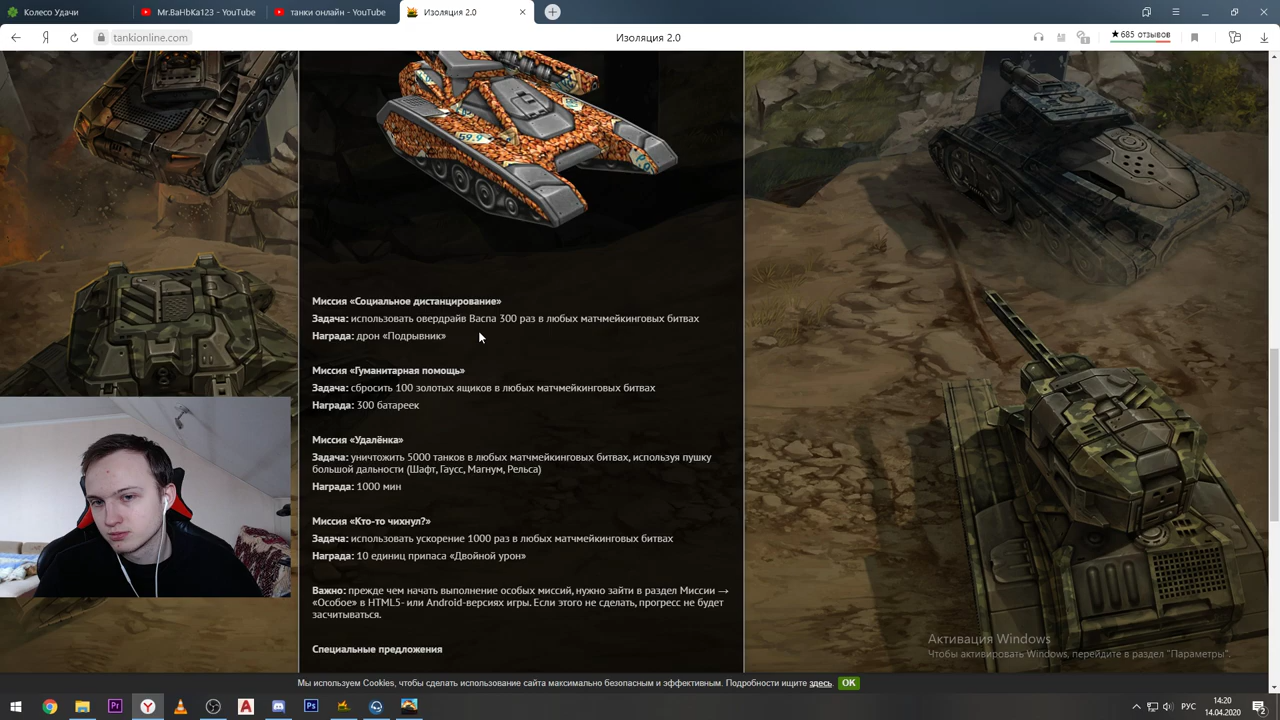 Колесо Удачи
Mr.BaHbKa123 - YouTube
танки онлайн - YouTube
Изоляция 2.0
tankionline.com
Изоляция 2.0
★685 отзывов
59.9
Миссия «Социальное дистанцирование»
Задача: использовать овердрайв Васпа 300 раз в любых матчмейкинговых битвах
Награда: дрон «Подрывник»
Миссия «Гуманитарная помощь»
Задача: сбросить 100 золотых ящиков в любых матчмейкинговых битвах
Награда: 300 батареек
Миссия «Удалёнка»
Задача: уничтожить 5000 танков в любых матчмейкинговых битвах, используя пушку
большой дальности (Шафт, Гаусс, Магнум, Рельса)
Награда: 1000 мин
Миссия «Кто-то чихнул?»
Задача: использовать ускорение 1000 раз в любых матчмейкинговых битвах
Награда: 10 единиц припаса «Двойной урон»
Важно: прежде чем начать выполнение особых миссий, нужно зайти в раздел Миссии →
«Особое» в HTML5- или Android-версиях игры. Если этого не сделать, прогресс не будет
засчитываться.
Специальные предложения
Активация Windows
Чтобы активировать Windows, перейдите в раздел "Параметры".
Мы используем Cookies, чтобы сделать использование сайта максимально безопасным и эффективным. Подробности ищите здесь OK
РУС
14:20
14.04.2020
2